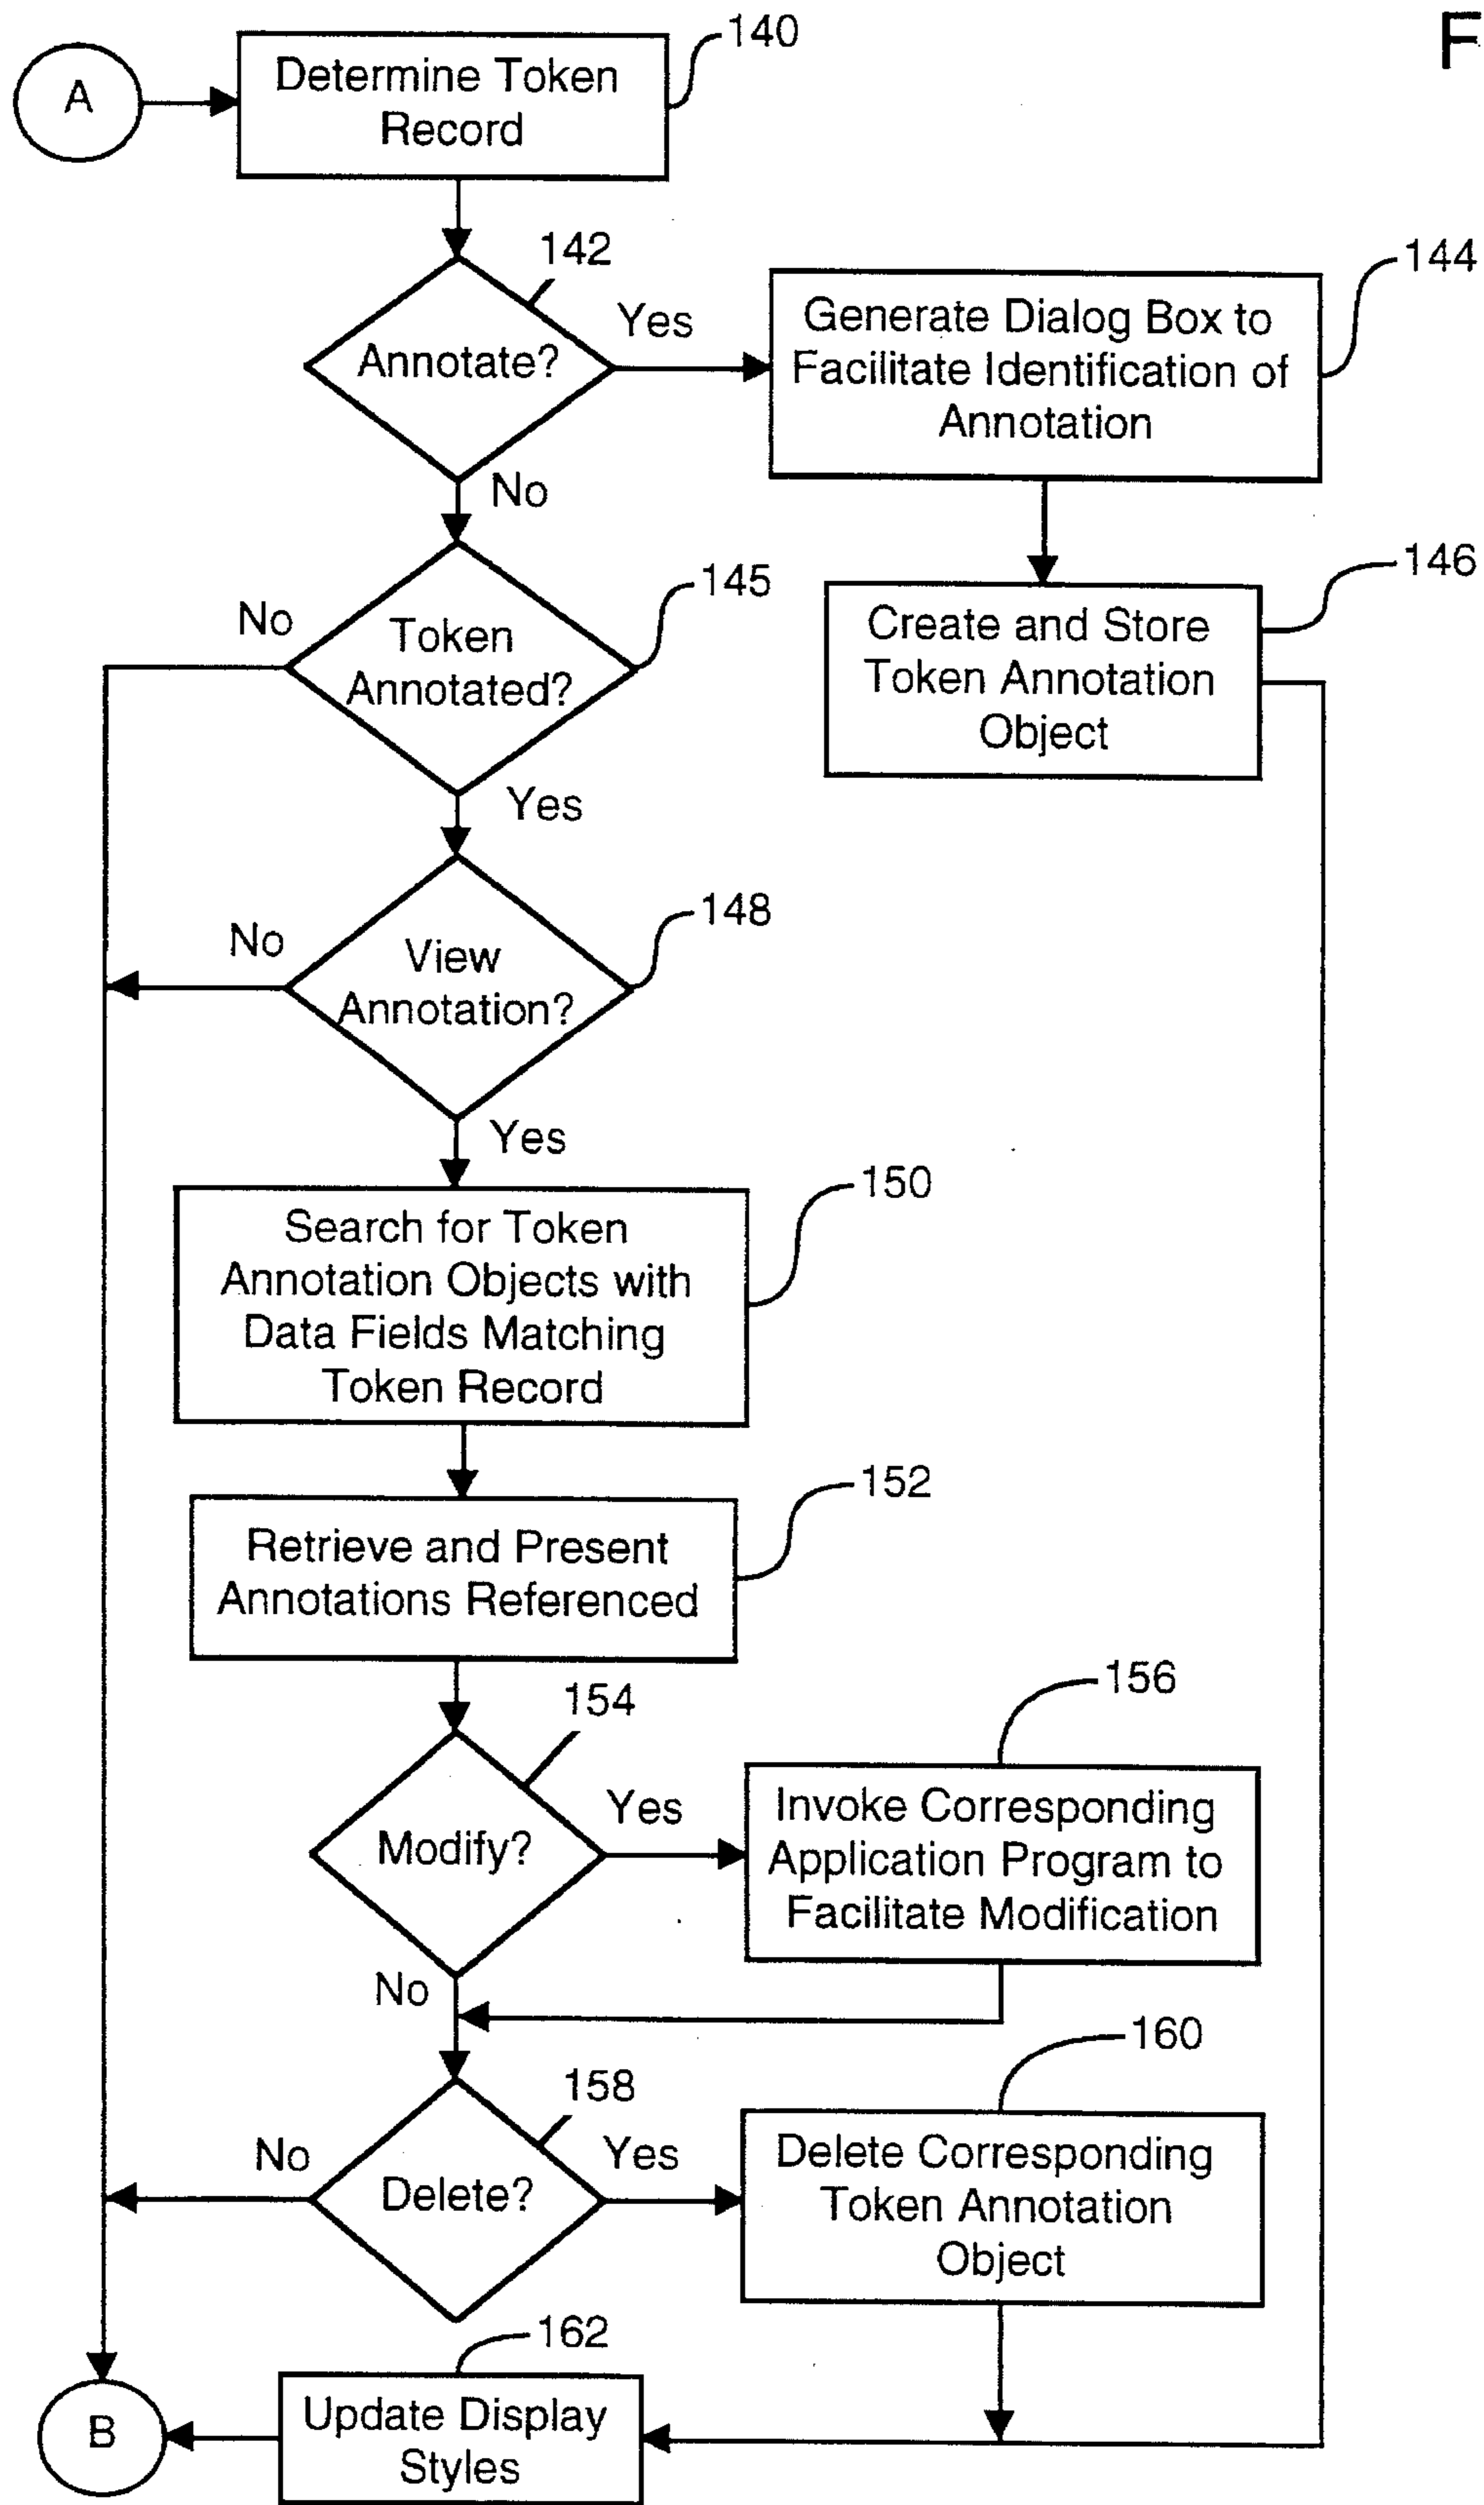 F
140
A
Determine Token
Record
142
144
Yes
Annotate?
Generate Dialog Box to
Facilitate Identification of
Annotation
No
145
146
No
Token
Annotated?
Create and Store
Token Annotation
Object
Yes
148
No
View
Annotation?
Yes
150
Search for Token
Annotation Objects with
Data Fields Matching
Token Record
152
Retrieve and Present
Annotations Referenced
154
156
Yes
Modify?
Invoke Corresponding
Application Program to
Facilitate Modification
No
160
158
No
Yes
Delete?
Delete Corresponding
Token Annotation
Object
162
B
Update Display
Styles